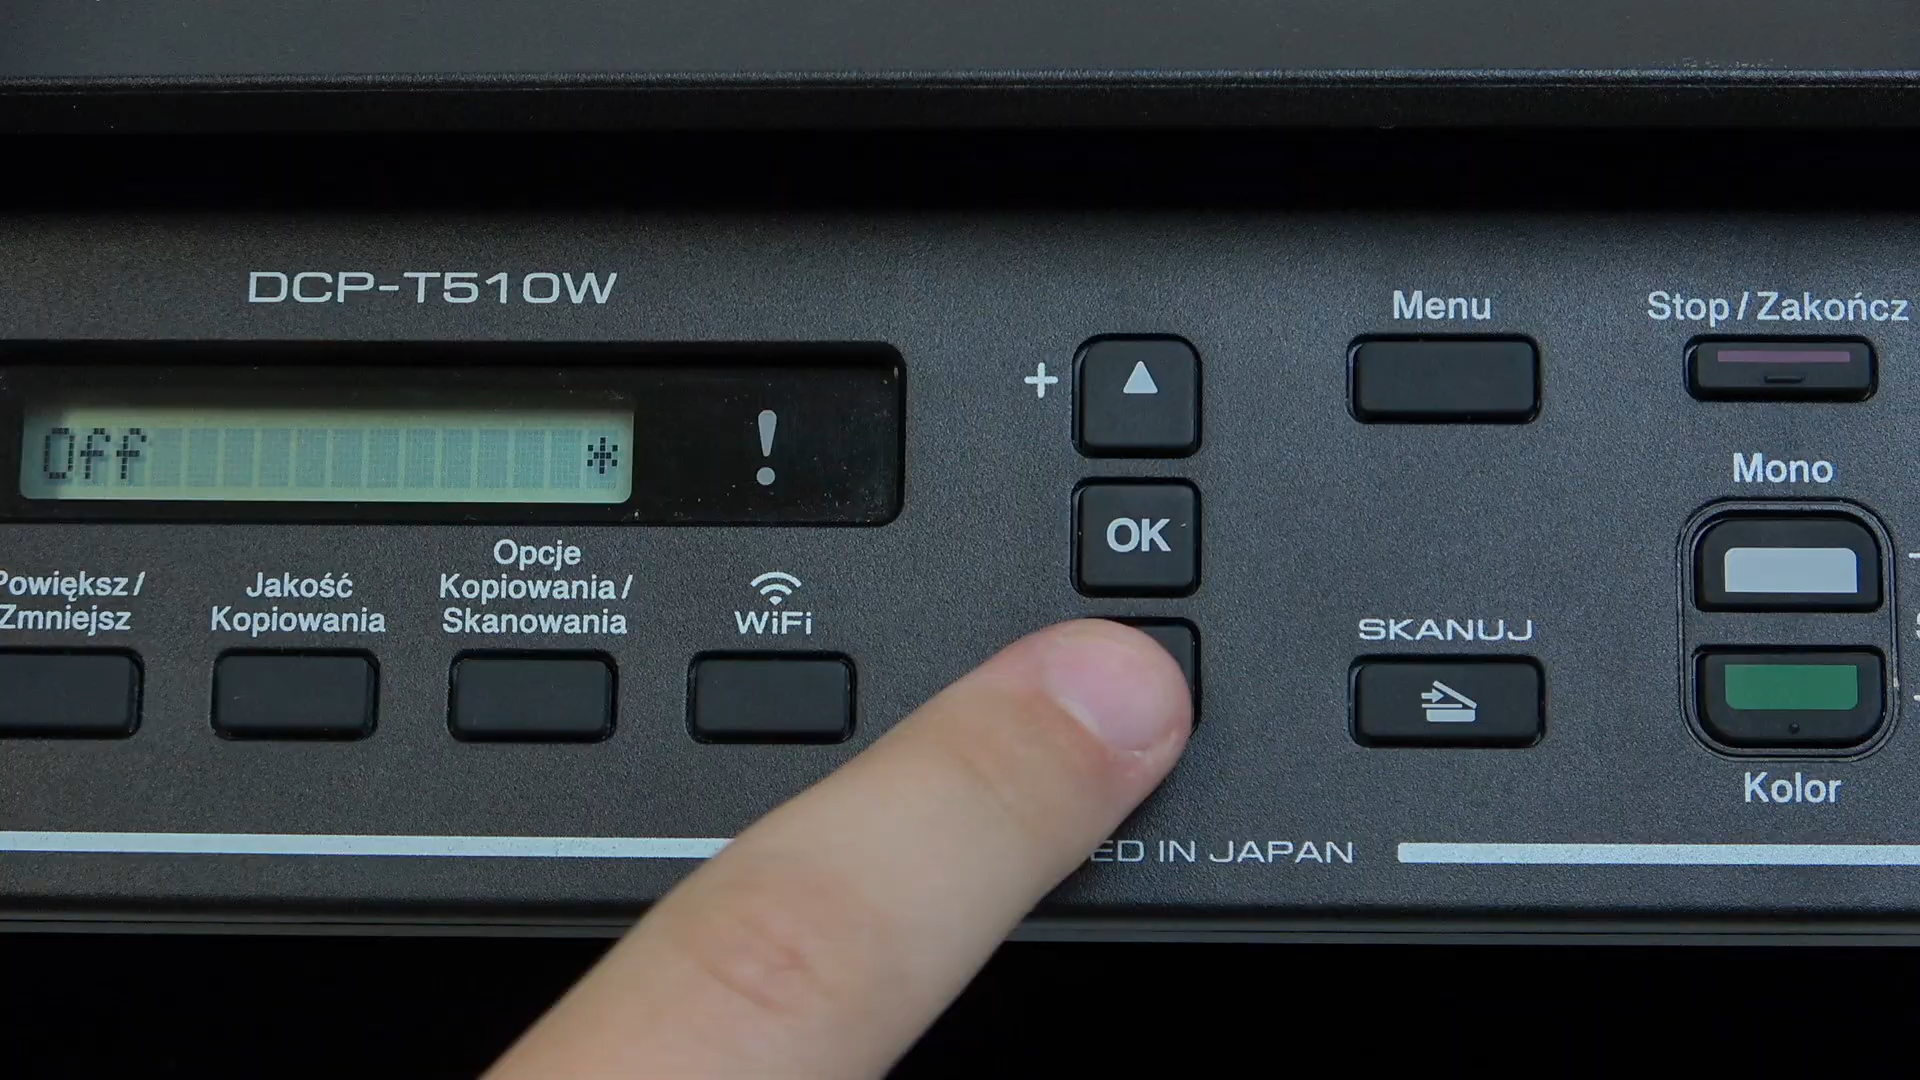 DCP-T510W
Menu
Stop / Zakończ
+
Off *
!
Mono
OK
Powiększ /
Zmniejsz
Jakość
Kopiowania
Opcje
Kopiowania /
Skanowania
WiFi
SKANUJ
Kolor
IN JAPAN